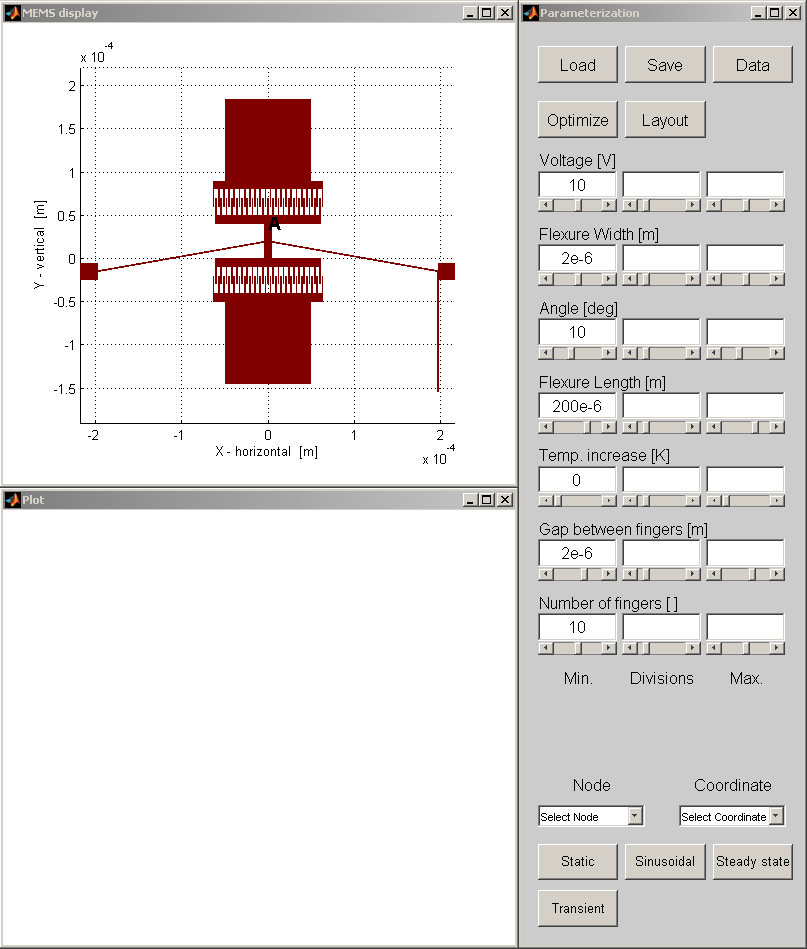 MEMS display
x 10⁻⁴
2
1.5
1
0.5
0
-0.5
-1
-1.5
Y - vertical [m]
A
-2 -1 0 1 2
X - horizontal [m]
x 10⁻⁴
Plot
Parameterization
Load Save Data
Optimize Layout
Voltage [V]
10
Flexure Width [m]
2e-6
Angle [deg]
10
Flexure Length [m]
200e-6
Temp. increase [K]
0
Gap between fingers [m]
2e-6
Number of fingers [ ]
10
Min. Divisions Max.
Node Coordinate
Select Node Select Coordinate
Static Sinusoidal Steady state
Transient